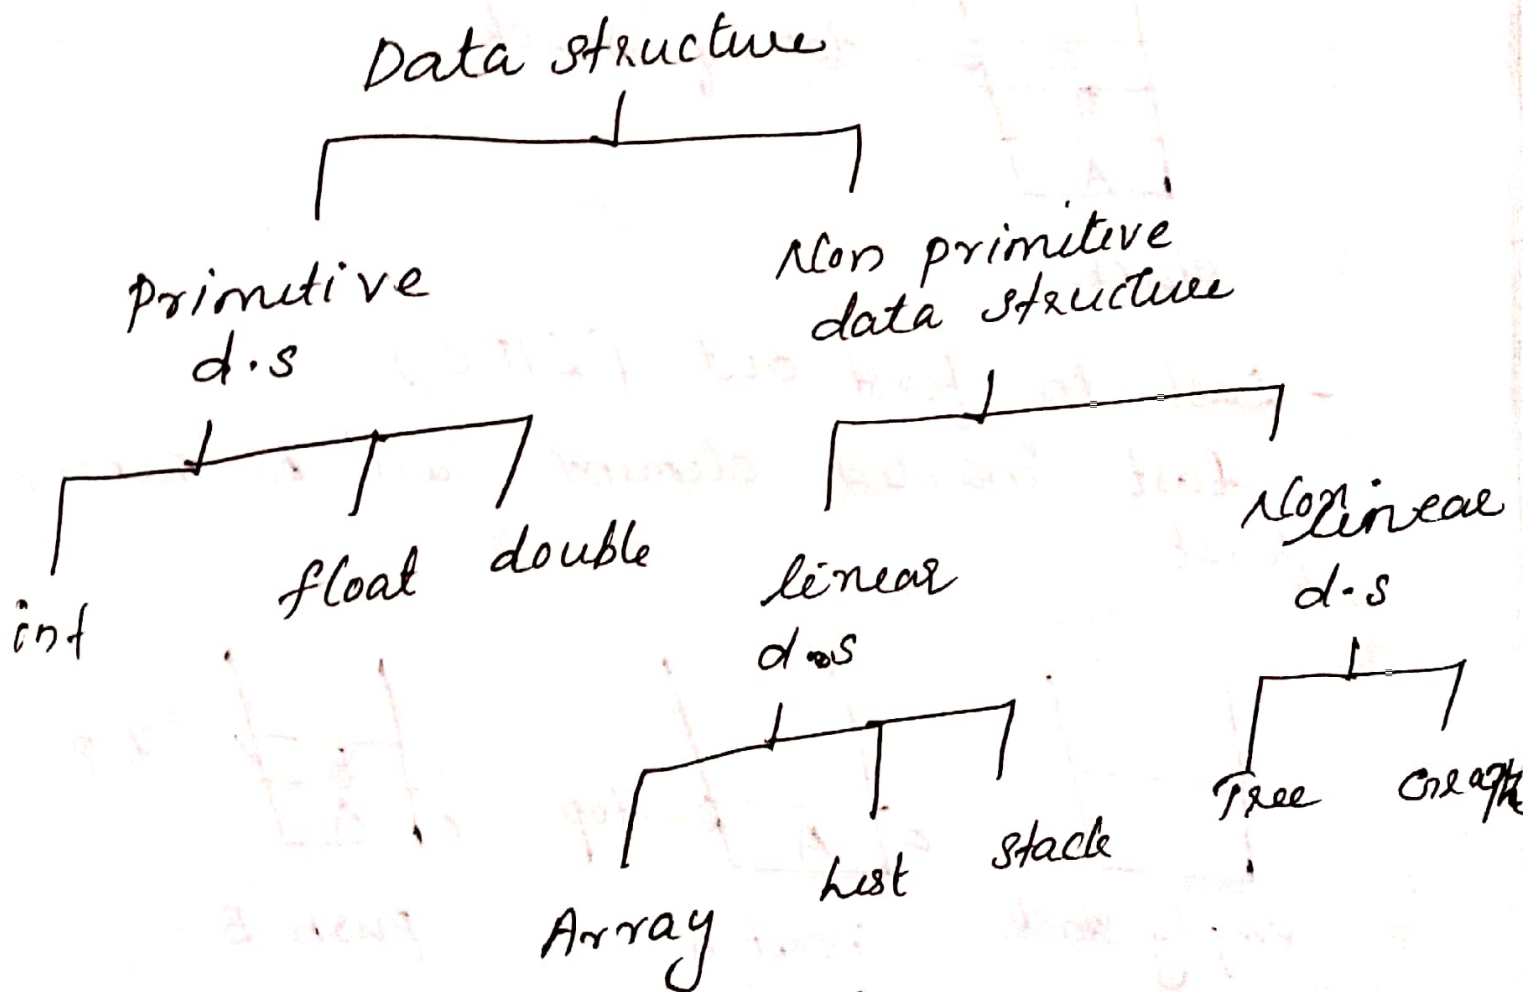 Data structure
Primitive
d.s
Non primitive
data structure
int
float
double
linear
d.s
Non linear
d.s
Array
List
stack
Tree
Graph